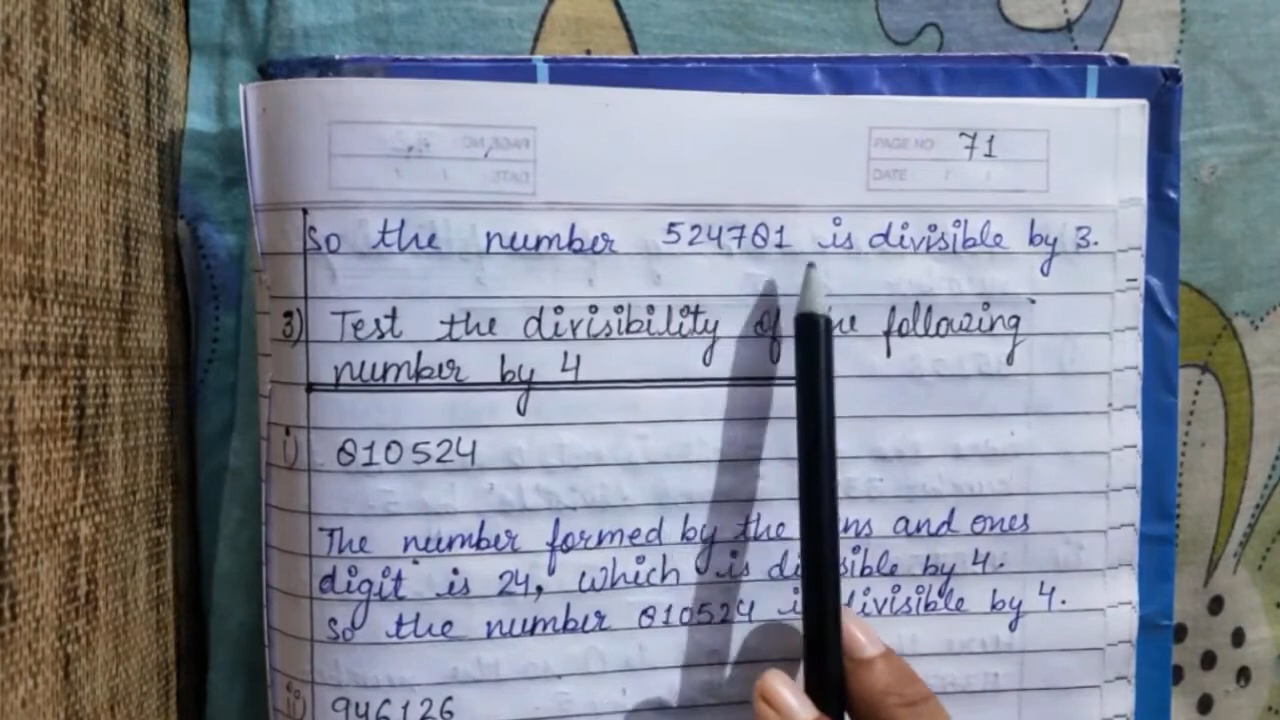 PAGE NO 71
DATE
So the number 524781 is divisible by 3.
3) Test the divisibility of the following
number by 4
i) 810524
The number formed by the tens and ones
digit is 24, which is divisible by 4.
So the number 810524 is divisible by 4.
ii) 946126